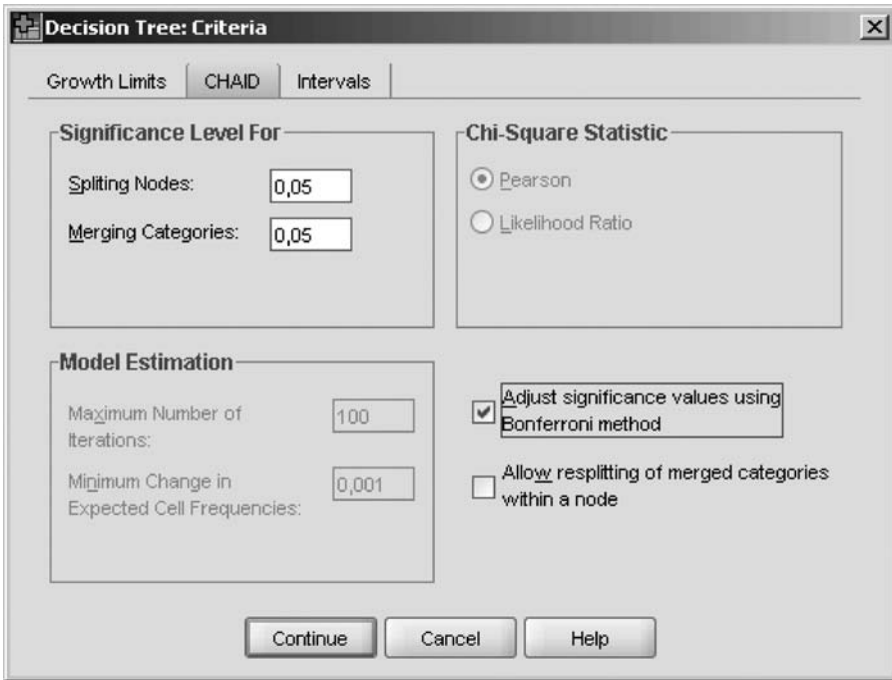 Decision Tree: Criteria
Growth Limits CHAID Intervals
Significance Level For
Spliting Nodes: 0,05
Merging Categories: 0,05
Chi-Square Statistic
Pearson
Likelihood Ratio
Model Estimation
Maximum Number of
Iterations: 100
Minimum Change in
Expected Cell Frequencies: 0,001
Adjust significance values using
Bonferroni method
Allow resplitting of merged categories
within a node
Continue Cancel Help